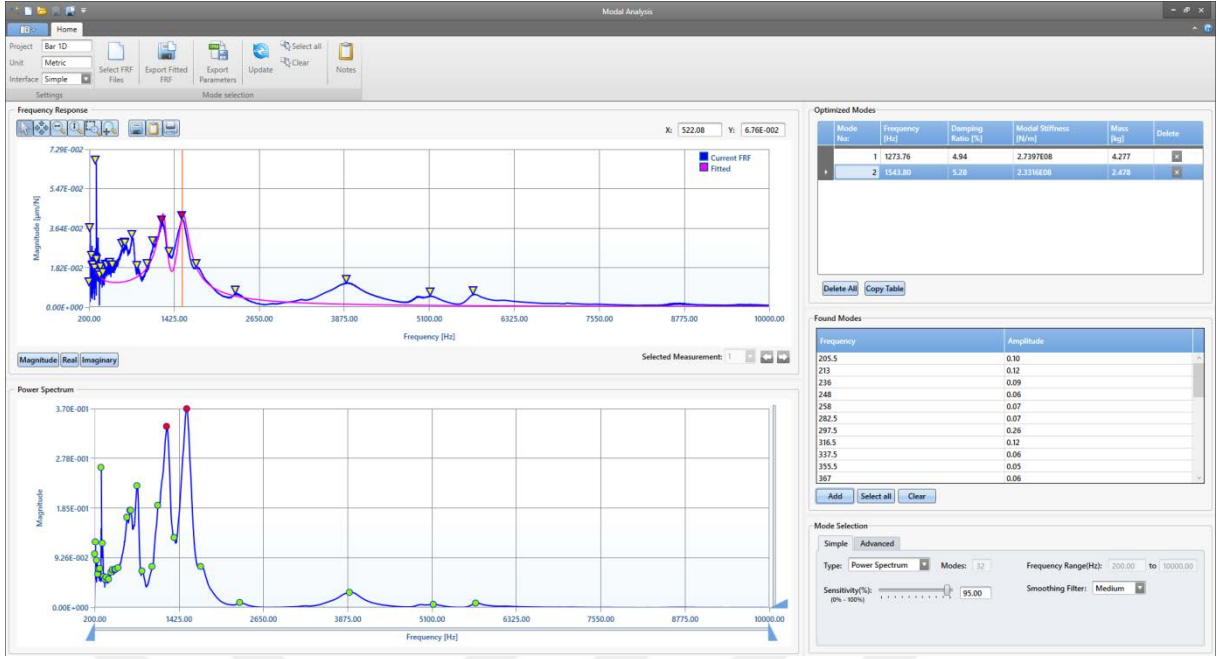 Modal Analysis
Home
Project Bar 1D
Unit Metric
Interface Simple
Select FRF Files
Export Fitted FRF
Export Parameters
Update
Select all
Clear
Notes
Settings
Mode selection
Frequency Response
X: 522.08 Y: 6.76E-002
Current FRF
Fitted
7.29E-002
5.47E-002
3.64E-002
1.82E-002
0.00E+000
Magnitude [µm/N]
200.00 1425.00 2650.00 3875.00 5100.00 6325.00 7550.00 8775.00 10000.00
Frequency [Hz]
Magnitude Real Imaginary
Selected Measurement: 1
Power Spectrum
3.70E-001
2.78E-001
1.85E-001
9.26E-002
0.00E+000
Magnitude
200.00 1425.00 2650.00 3875.00 5100.00 6325.00 7550.00 8775.00 10000.00
Frequency [Hz]
Optimized Modes
Mode No: Frequency [Hz] Damping Ratio [%] Modal Stiffness [N/m] Mass [kg] Delete
1 1273.76 4.94 2.7397E08 4.277
2 1543.80 5.28 2.3316E08 2.478
Delete All Copy Table
Found Modes
Frequency Amplitude
205.5 0.10
213 0.12
236 0.09
248 0.06
258 0.07
282.5 0.07
297.5 0.26
316.5 0.12
337.5 0.06
355.5 0.05
367 0.06
Add Select all Clear
Mode Selection
Simple Advanced
Type: Power Spectrum Modes: 32 Frequency Range(Hz): 200.00 to 10000.00
Sensitivity(%): 95.00 Smoothing Filter: Medium
(0% - 100%)